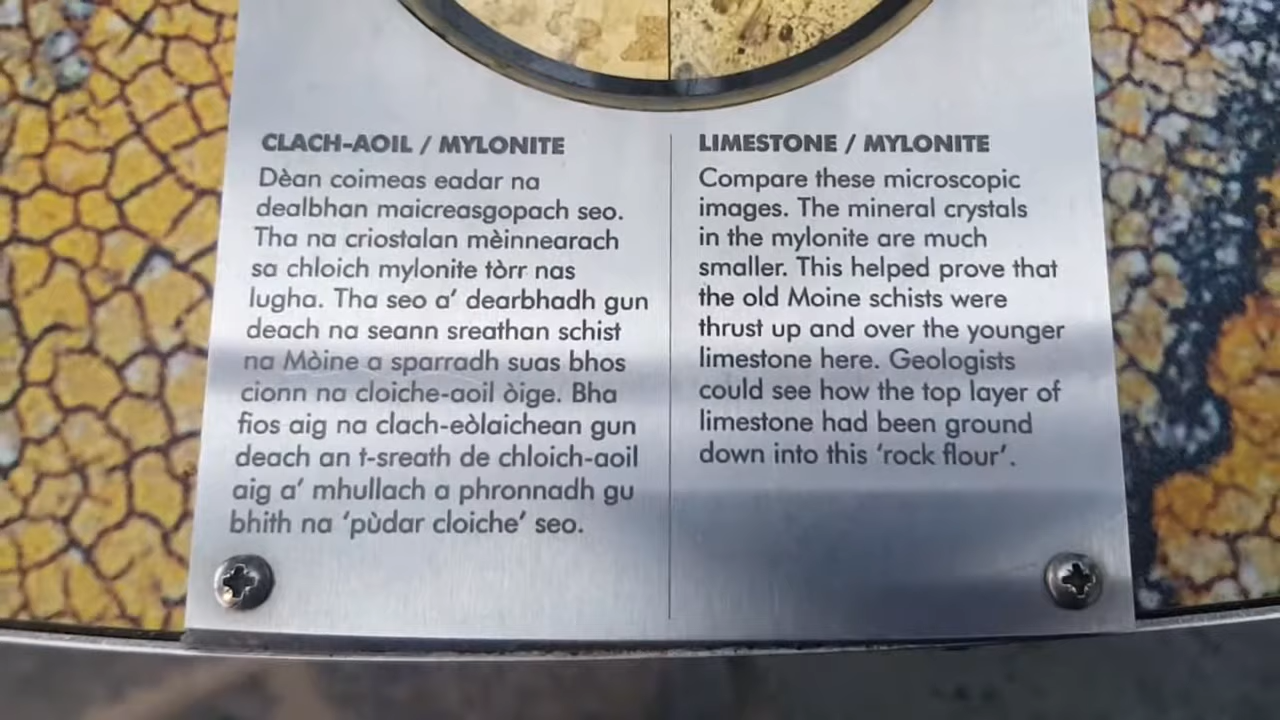 CLACH-AOIL / MYLONITE
Dèan coimeas eadar na
dealbhan maicreasgopach seo.
Tha na criostalan mèinnearach
sa chloich mylonite tòrr nas
lugha. Tha seo a' dearbhadh gun
deach na seann sreathan schist
na Mòine a sparradh suas bhos
cionn na cloiche-aoil òige. Bha
fios aig na clach-eòlaichean gun
deach an t-sreath de chloich-aoil
aig a' mhullach a phronnadh gu
bhith na 'pùdar cloiche' seo.
LIMESTONE / MYLONITE
Compare these microscopic
images. The mineral crystals
in the mylonite are much
smaller. This helped prove that
the old Moine schists were
thrust up and over the younger
limestone here. Geologists
could see how the top layer of
limestone had been ground
down into this 'rock flour'.